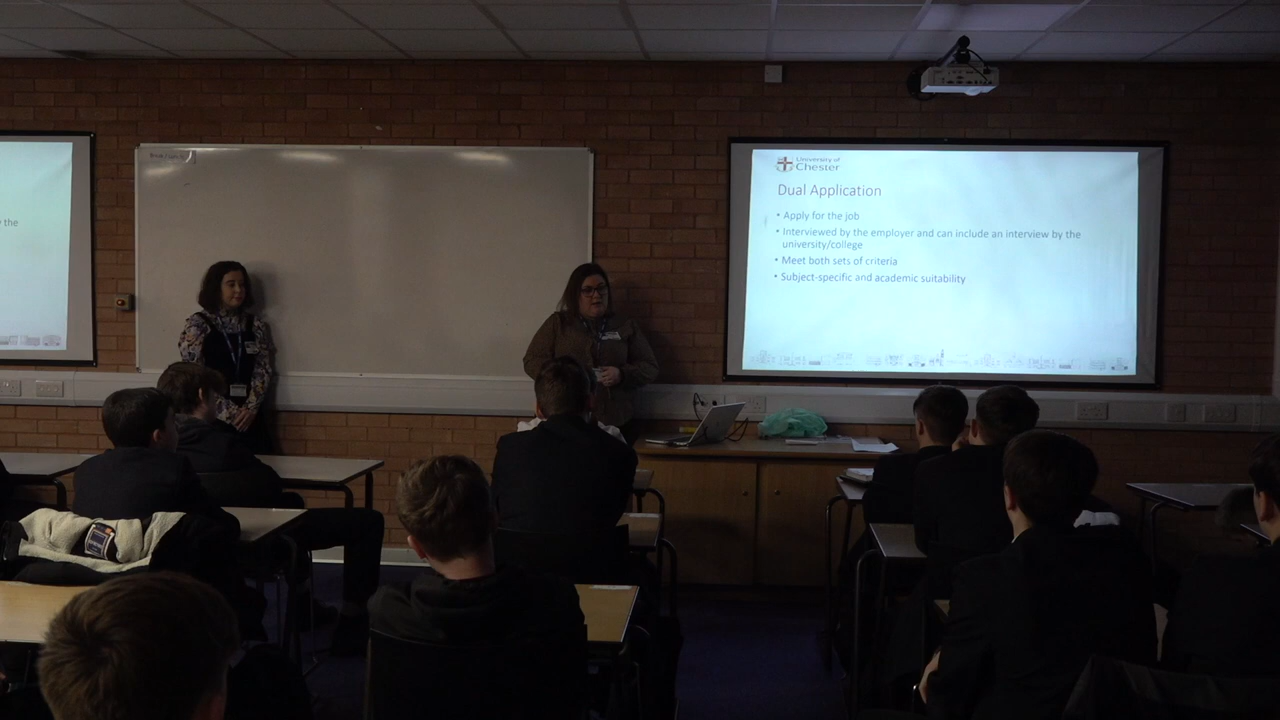 y the
University of
Chester
Dual Application
• Apply for the job
• Interviewed by the employer and can include an interview by the
university/college
• Meet both sets of criteria
• Subject-specific and academic suitability